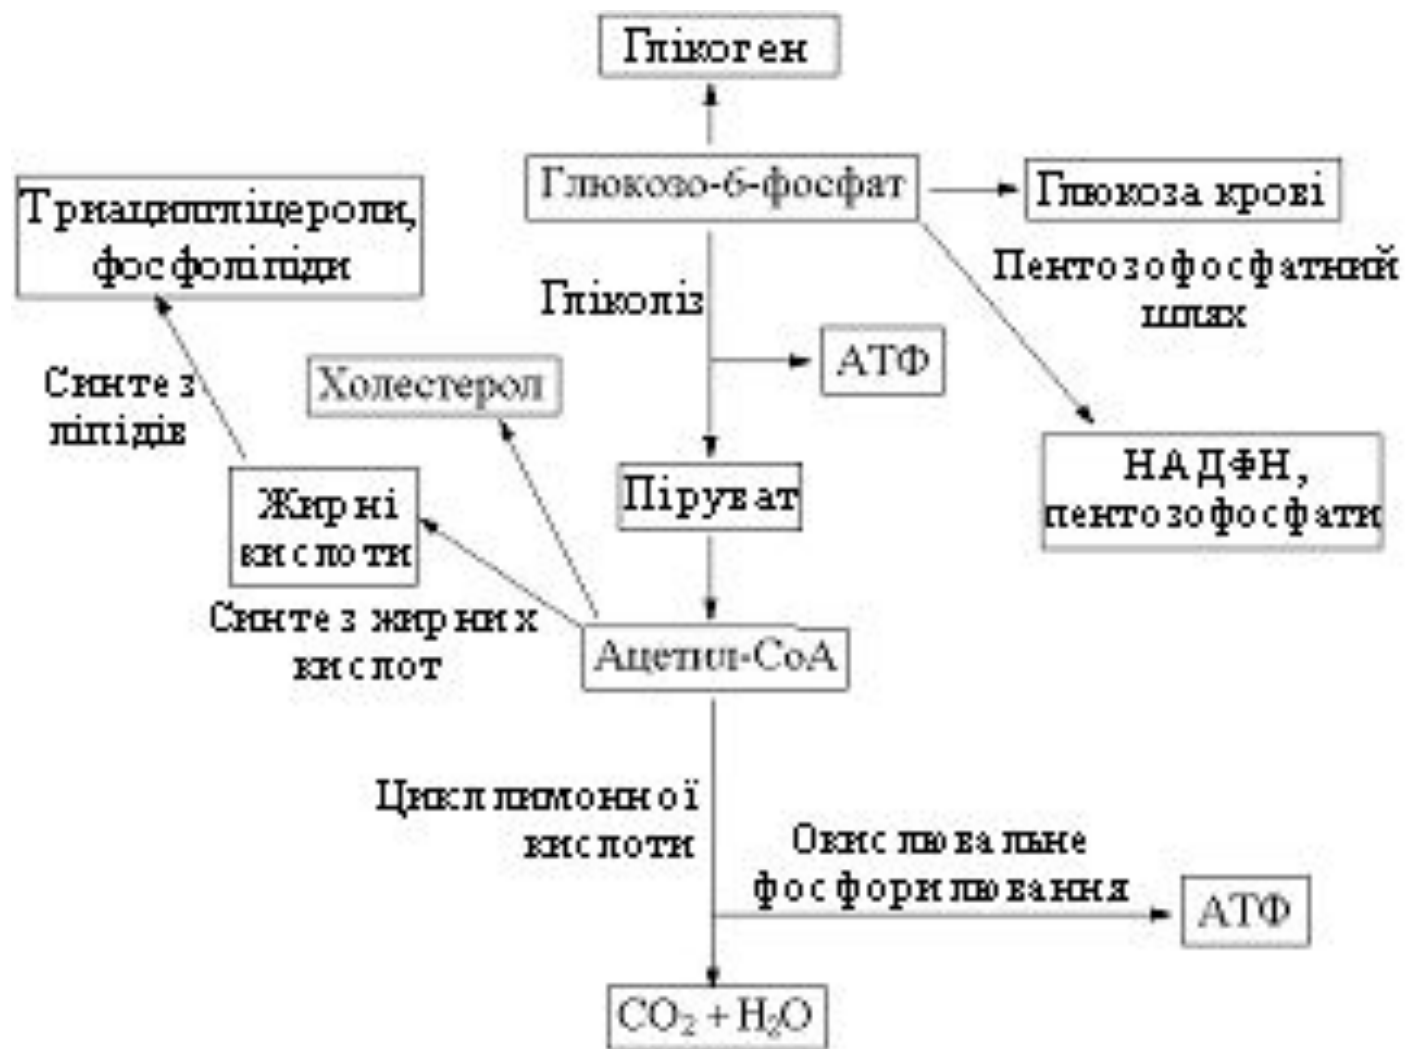 Глікоген
Глюкозо-6-фосфат
Глюкоза крові
Триацилгліцероли,
фосфоліпіди
Пентозофосфатний
шлях
Гліколіз
АТФ
Холестерол
Синтез
ліпідів
Піруват
НАДФН,
пентозофосфати
Жирні
кислоти
Синтез жирних
кислот
Ацетил-CoA
Цикл лимонної
кислоти
Окислювальне
фосфорилювання
АТФ
CO₂ + H₂O